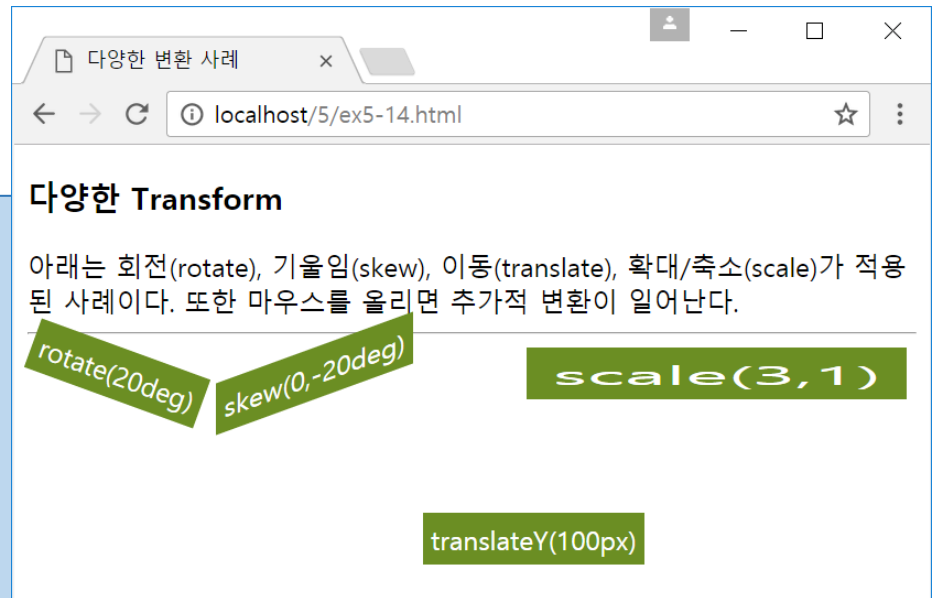 다양한 변환 사례
localhost/5/ex5-14.html
다양한 Transform
아래는 회전(rotate), 기울임(skew), 이동(translate), 확대/축소(scale)가 적용
된 사례이다. 또한 마우스를 올리면 추가적 변환이 일어난다.
rotate(20deg)
skew(0,-20deg)
scale(3,1)
translateY(100px)